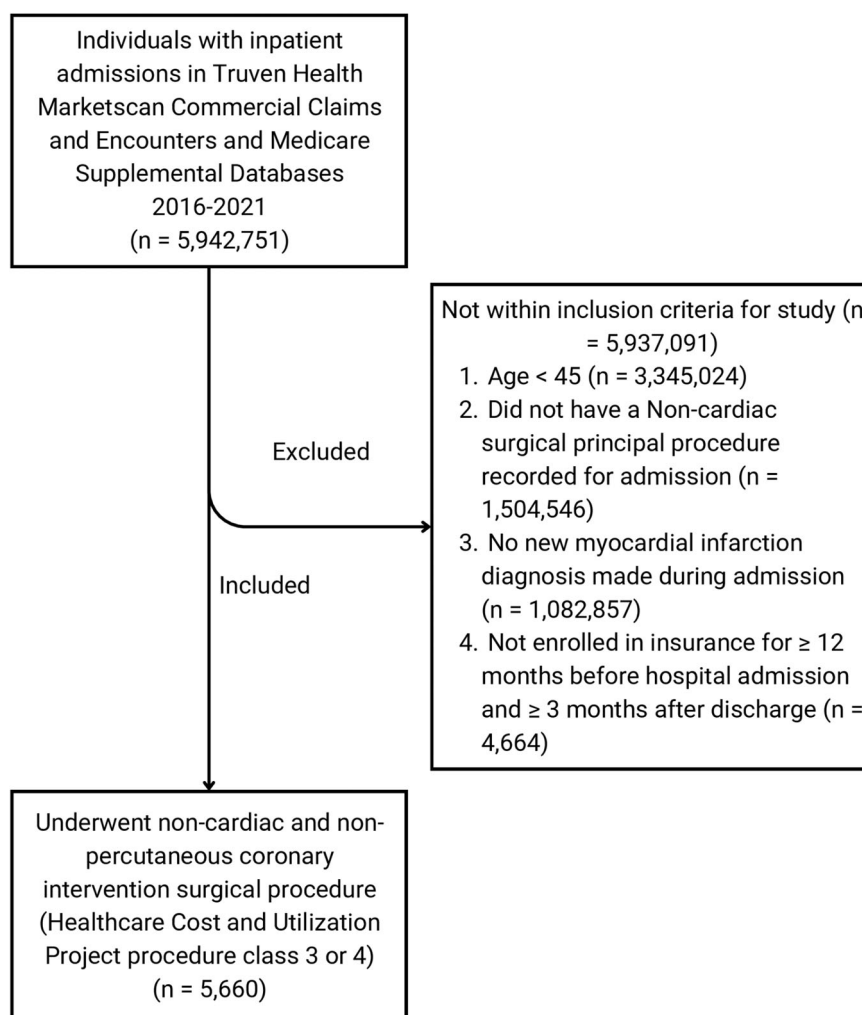 Individuals with inpatient
admissions in Truven Health
Marketscan Commercial Claims
and Encounters and Medicare
Supplemental Databases
2016-2021
(n = 5,942,751)
Not within inclusion criteria for study (n
= 5,937,091)
1. Age < 45 (n = 3,345,024)
2. Did not have a Non-cardiac
surgical principal procedure
recorded for admission (n =
1,504,546)
3. No new myocardial infarction
diagnosis made during admission
(n = 1,082,857)
4. Not enrolled in insurance for ≥ 12
months before hospital admission
and ≥ 3 months after discharge (n =
4,664)
Excluded
Included
Underwent non-cardiac and non-
percutaneous coronary
intervention surgical procedure
(Healthcare Cost and Utilization
Project procedure class 3 or 4)
(n = 5,660)